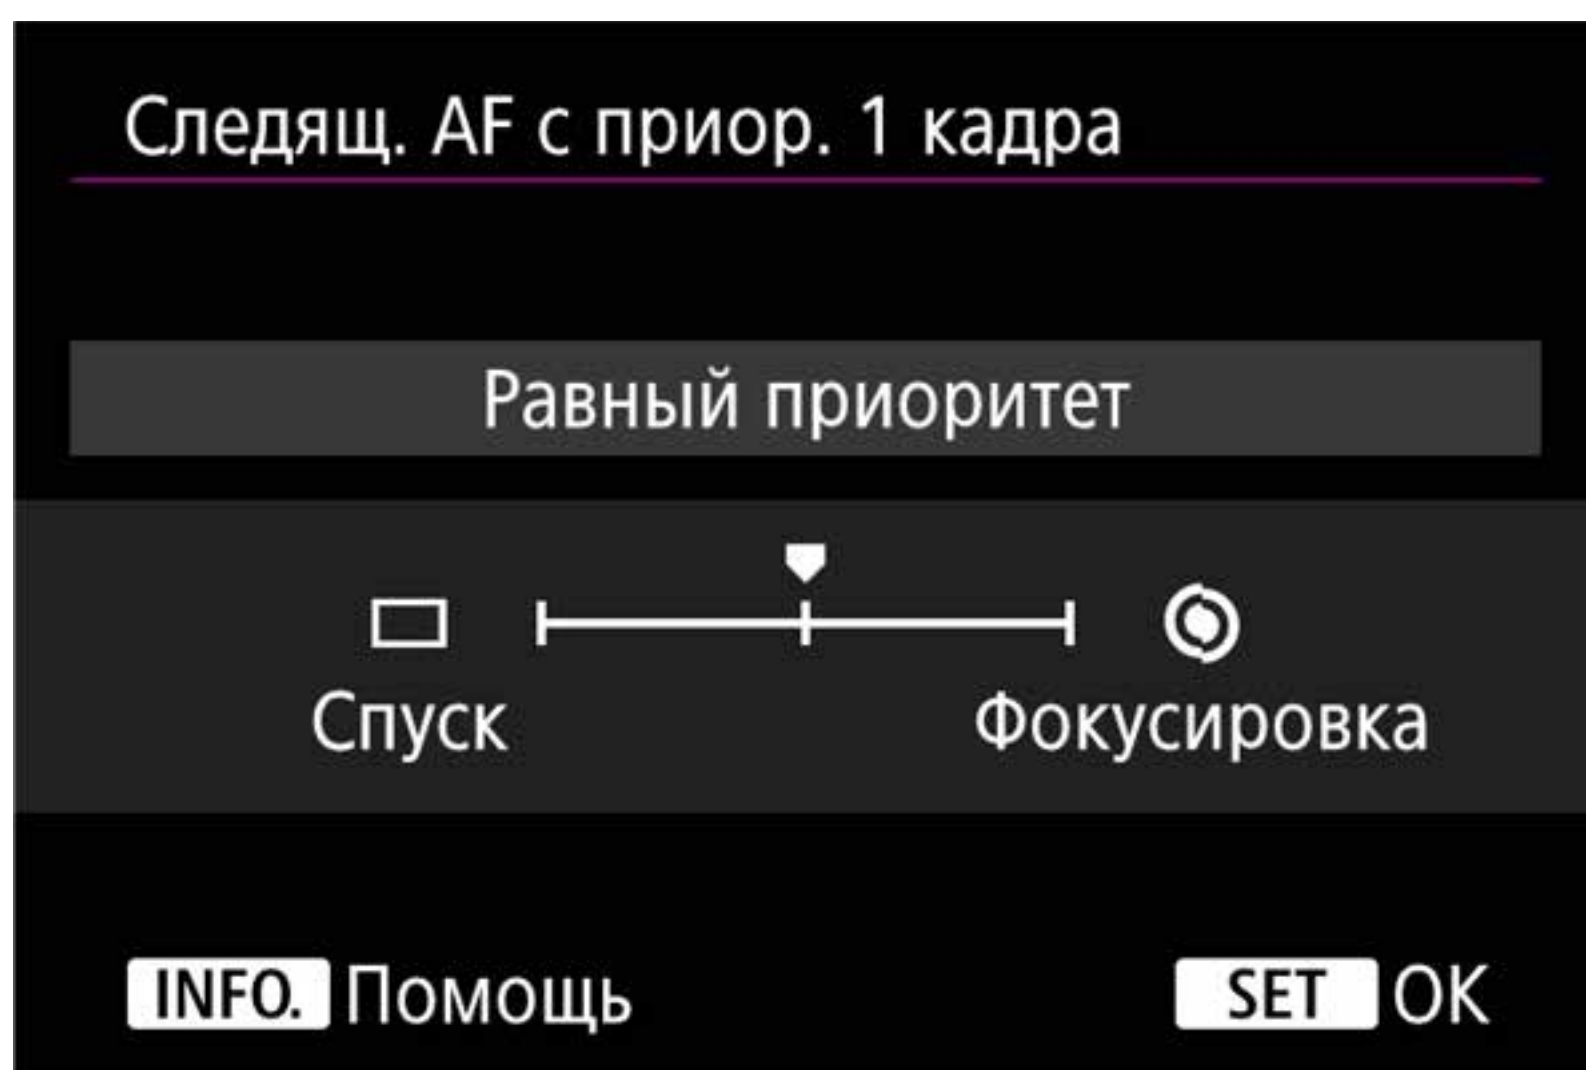 Следящ. AF с приор. 1 кадра
Равный приоритет
Спуск
Фокусировка
INFO. Помощь
SET OK